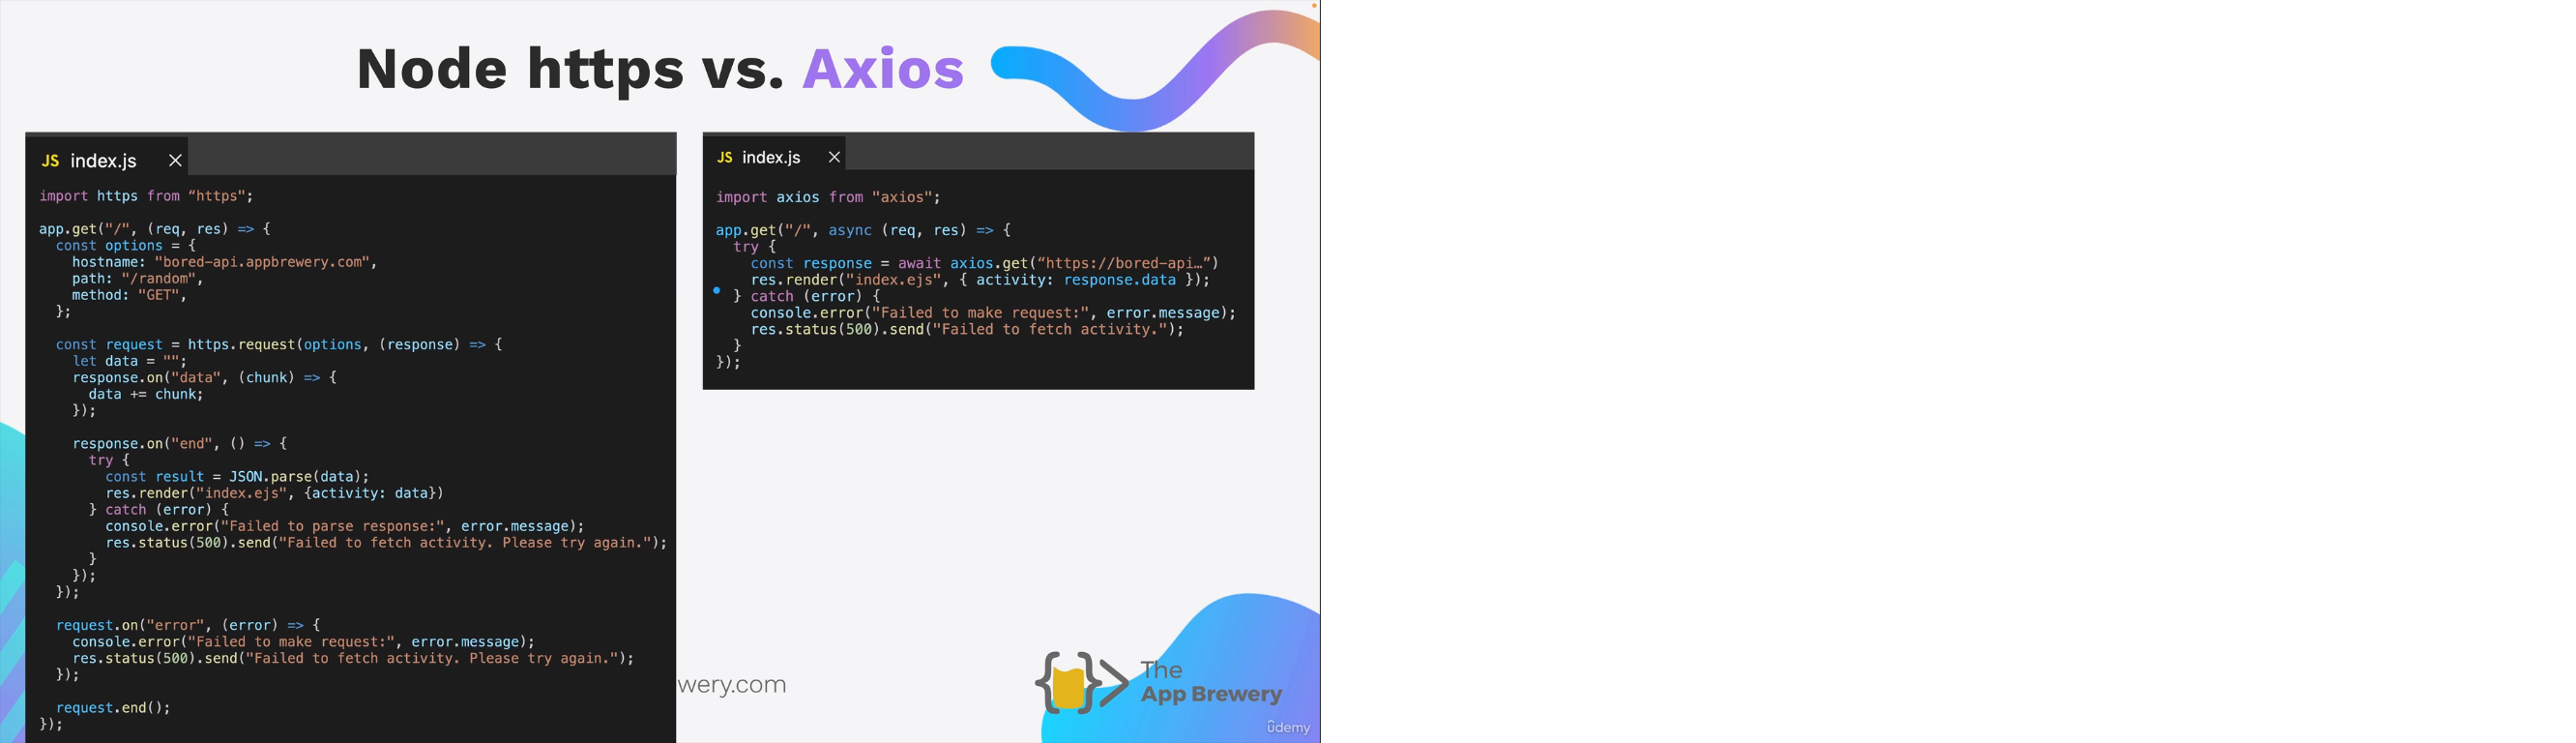 Node https vs. Axios
JS index.js ×
import https from “https";
app.get("/", (req, res) => {
const options = {
hostname: "bored-api.appbrewery.com",
path: "/random",
method: "GET",
};
const request = https.request(options, (response) => {
let data = "";
response.on("data", (chunk) => {
data += chunk;
});
response.on("end", () => {
try {
const result = JSON.parse(data);
res.render("index.ejs", {activity: data})
} catch (error) {
console.error("Failed to parse response:", error.message);
res.status(500).send("Failed to fetch activity. Please try again.");
}
});
});
request.on("error", (error) => {
console.error("Failed to make request:", error.message);
res.status(500).send("Failed to fetch activity. Please try again.");
});
request.end();
});
JS index.js ×
import axios from "axios";
app.get("/", async (req, res) => {
try {
const response = await axios.get(“https://bored-api…”)
res.render("index.ejs", { activity: response.data });
} catch (error) {
console.error("Failed to make request:", error.message);
res.status(500).send("Failed to fetch activity.");
}
});
wery.com
The
App Brewery
ûdemy